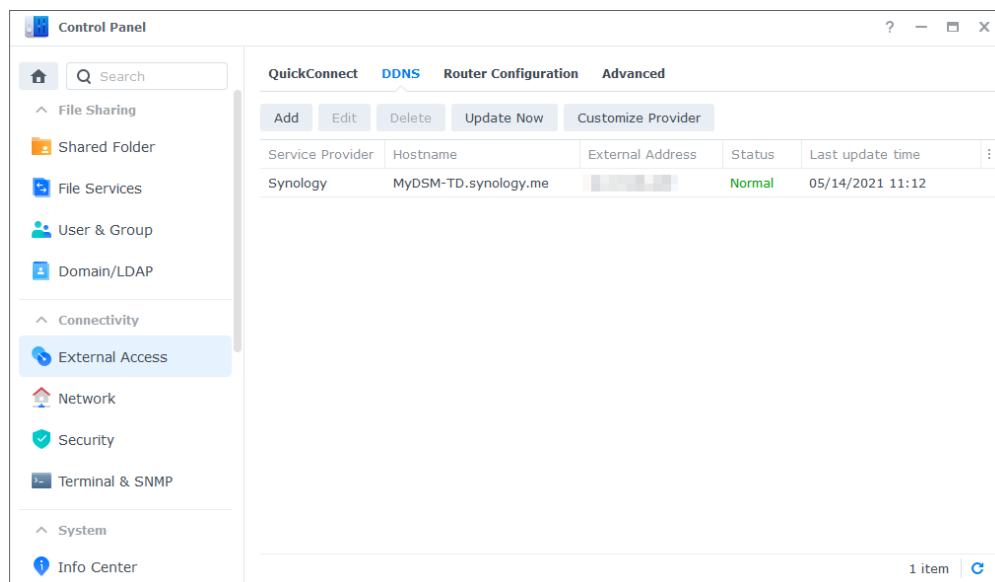 Control Panel
?
Search
File Sharing
Shared Folder
File Services
User & Group
Domain/LDAP
Connectivity
External Access
Network
Security
Terminal & SNMP
System
Info Center
QuickConnect DDNS Router Configuration Advanced
Add Edit Delete Update Now Customize Provider
Service Provider Hostname External Address Status Last update time
Synology MyDSM-TD.synology.me Normal 05/14/2021 11:12
1 item